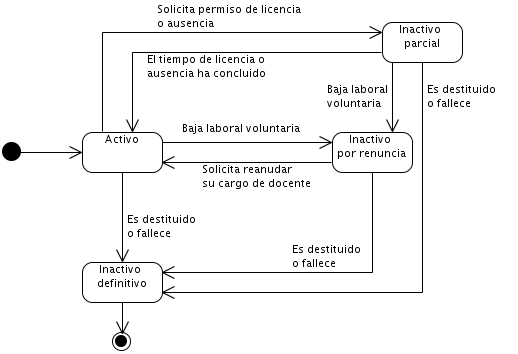 Solicita permiso de licencia
o ausencia
Inactivo
parcial
El tiempo de licencia o
ausencia ha concluido
Baja laboral
voluntaria
Es destituido
o fallece
Activo
Baja laboral voluntaria
Inactivo
por renuncia
Solicita reanudar
su cargo de docente
Es destituido
o fallece
Es destituido
o fallece
Inactivo
definitivo